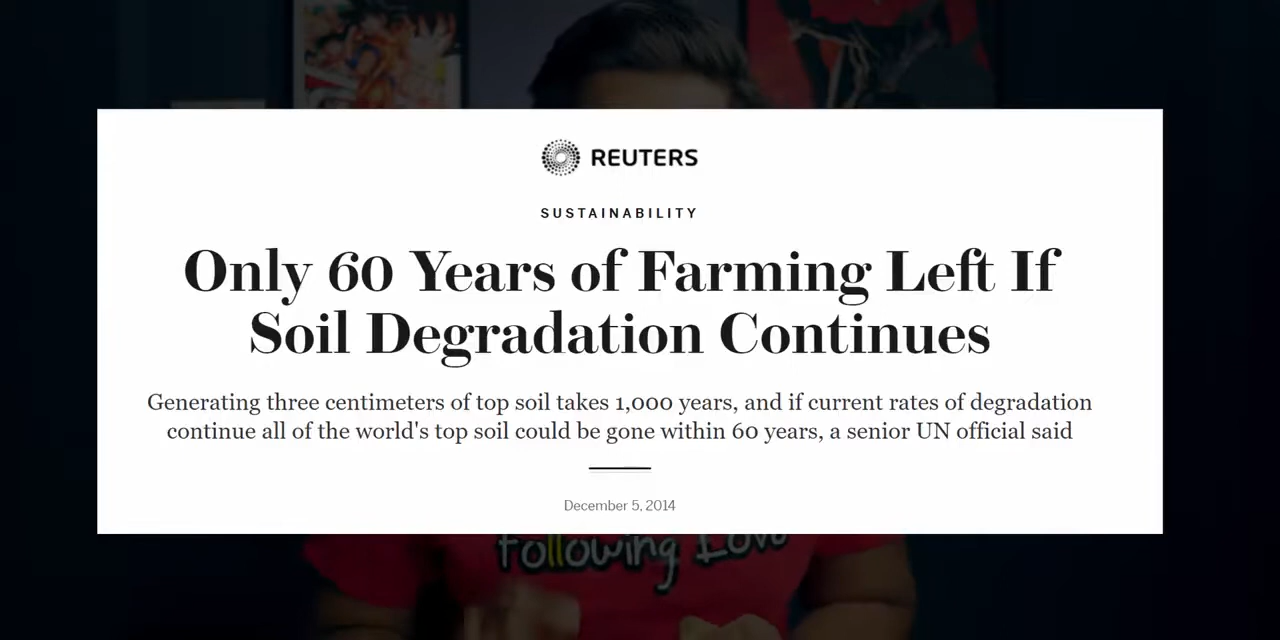 REUTERS
SUSTAINABILITY
Only 60 Years of Farming Left If
Soil Degradation Continues
Generating three centimeters of top soil takes 1,000 years, and if current rates of degradation
continue all of the world's top soil could be gone within 60 years, a senior UN official said
December 5, 2014
following Love